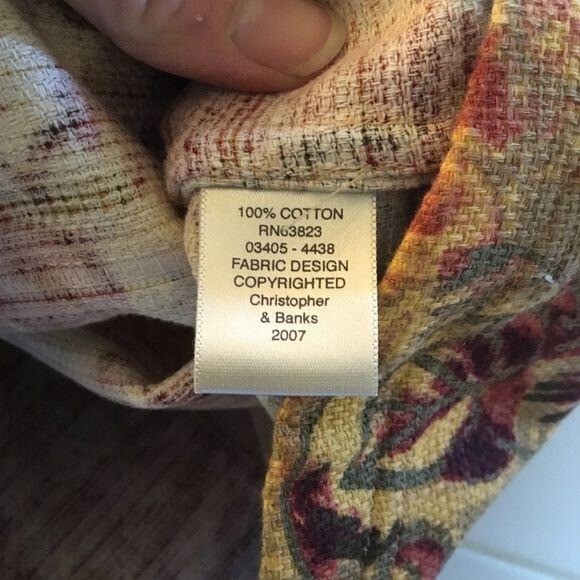 100% COTTON
RN63823
03405 - 4438
FABRIC DESIGN
COPYRIGHTED
Christopher
& Banks
2007